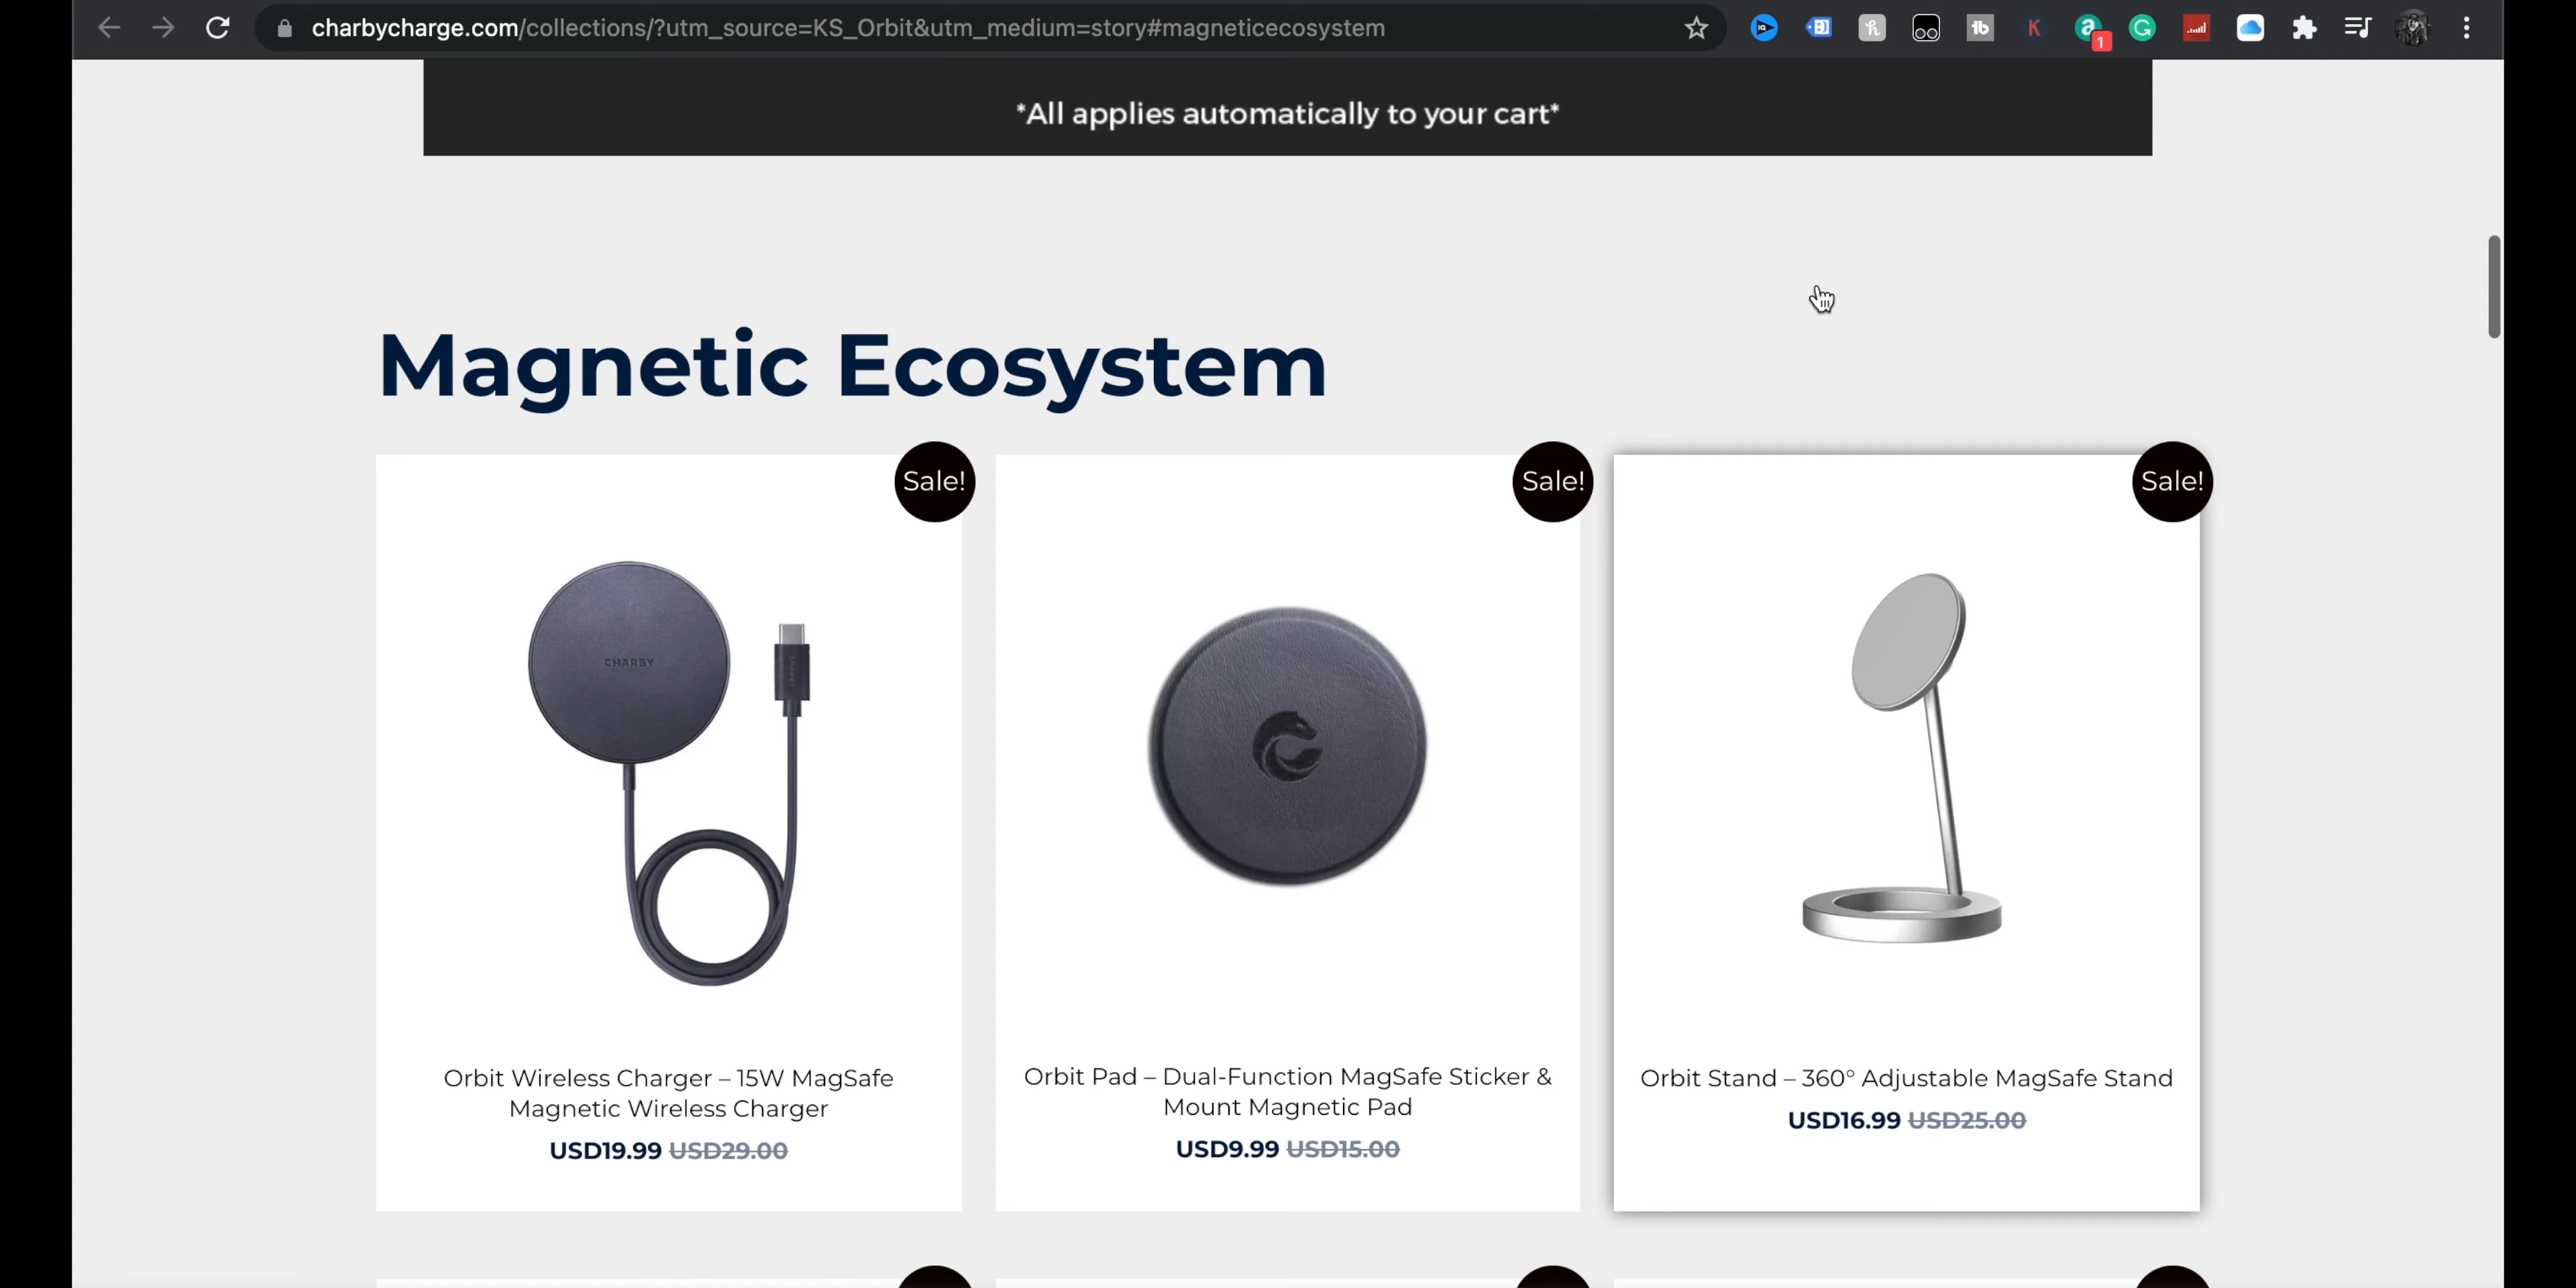 charbycharge.com/collections/?utm_source=KS_Orbit&utm_medium=story#magneticecosystem
1
*All applies automatically to your cart*
Magnetic Ecosystem
Sale!
Sale!
Sale!
CHARBY
Orbit Wireless Charger – 15W MagSafe
Magnetic Wireless Charger
USD19.99 USD29.00
Orbit Pad – Dual-Function MagSafe Sticker &
Mount Magnetic Pad
USD9.99 USD15.00
Orbit Stand – 360° Adjustable MagSafe Stand
USD16.99 USD25.00